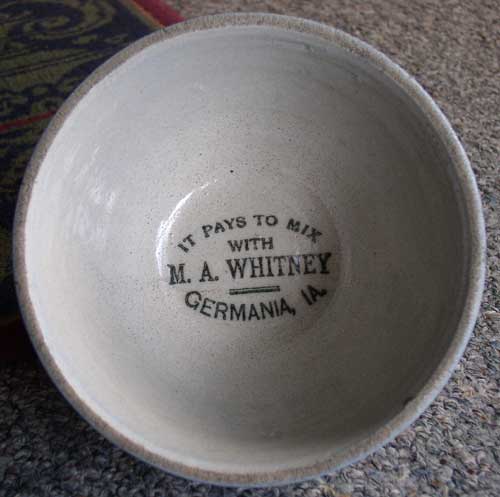 IT PAYS TO MIX
WITH
M. A. WHITNEY
GERMANIA, IA.